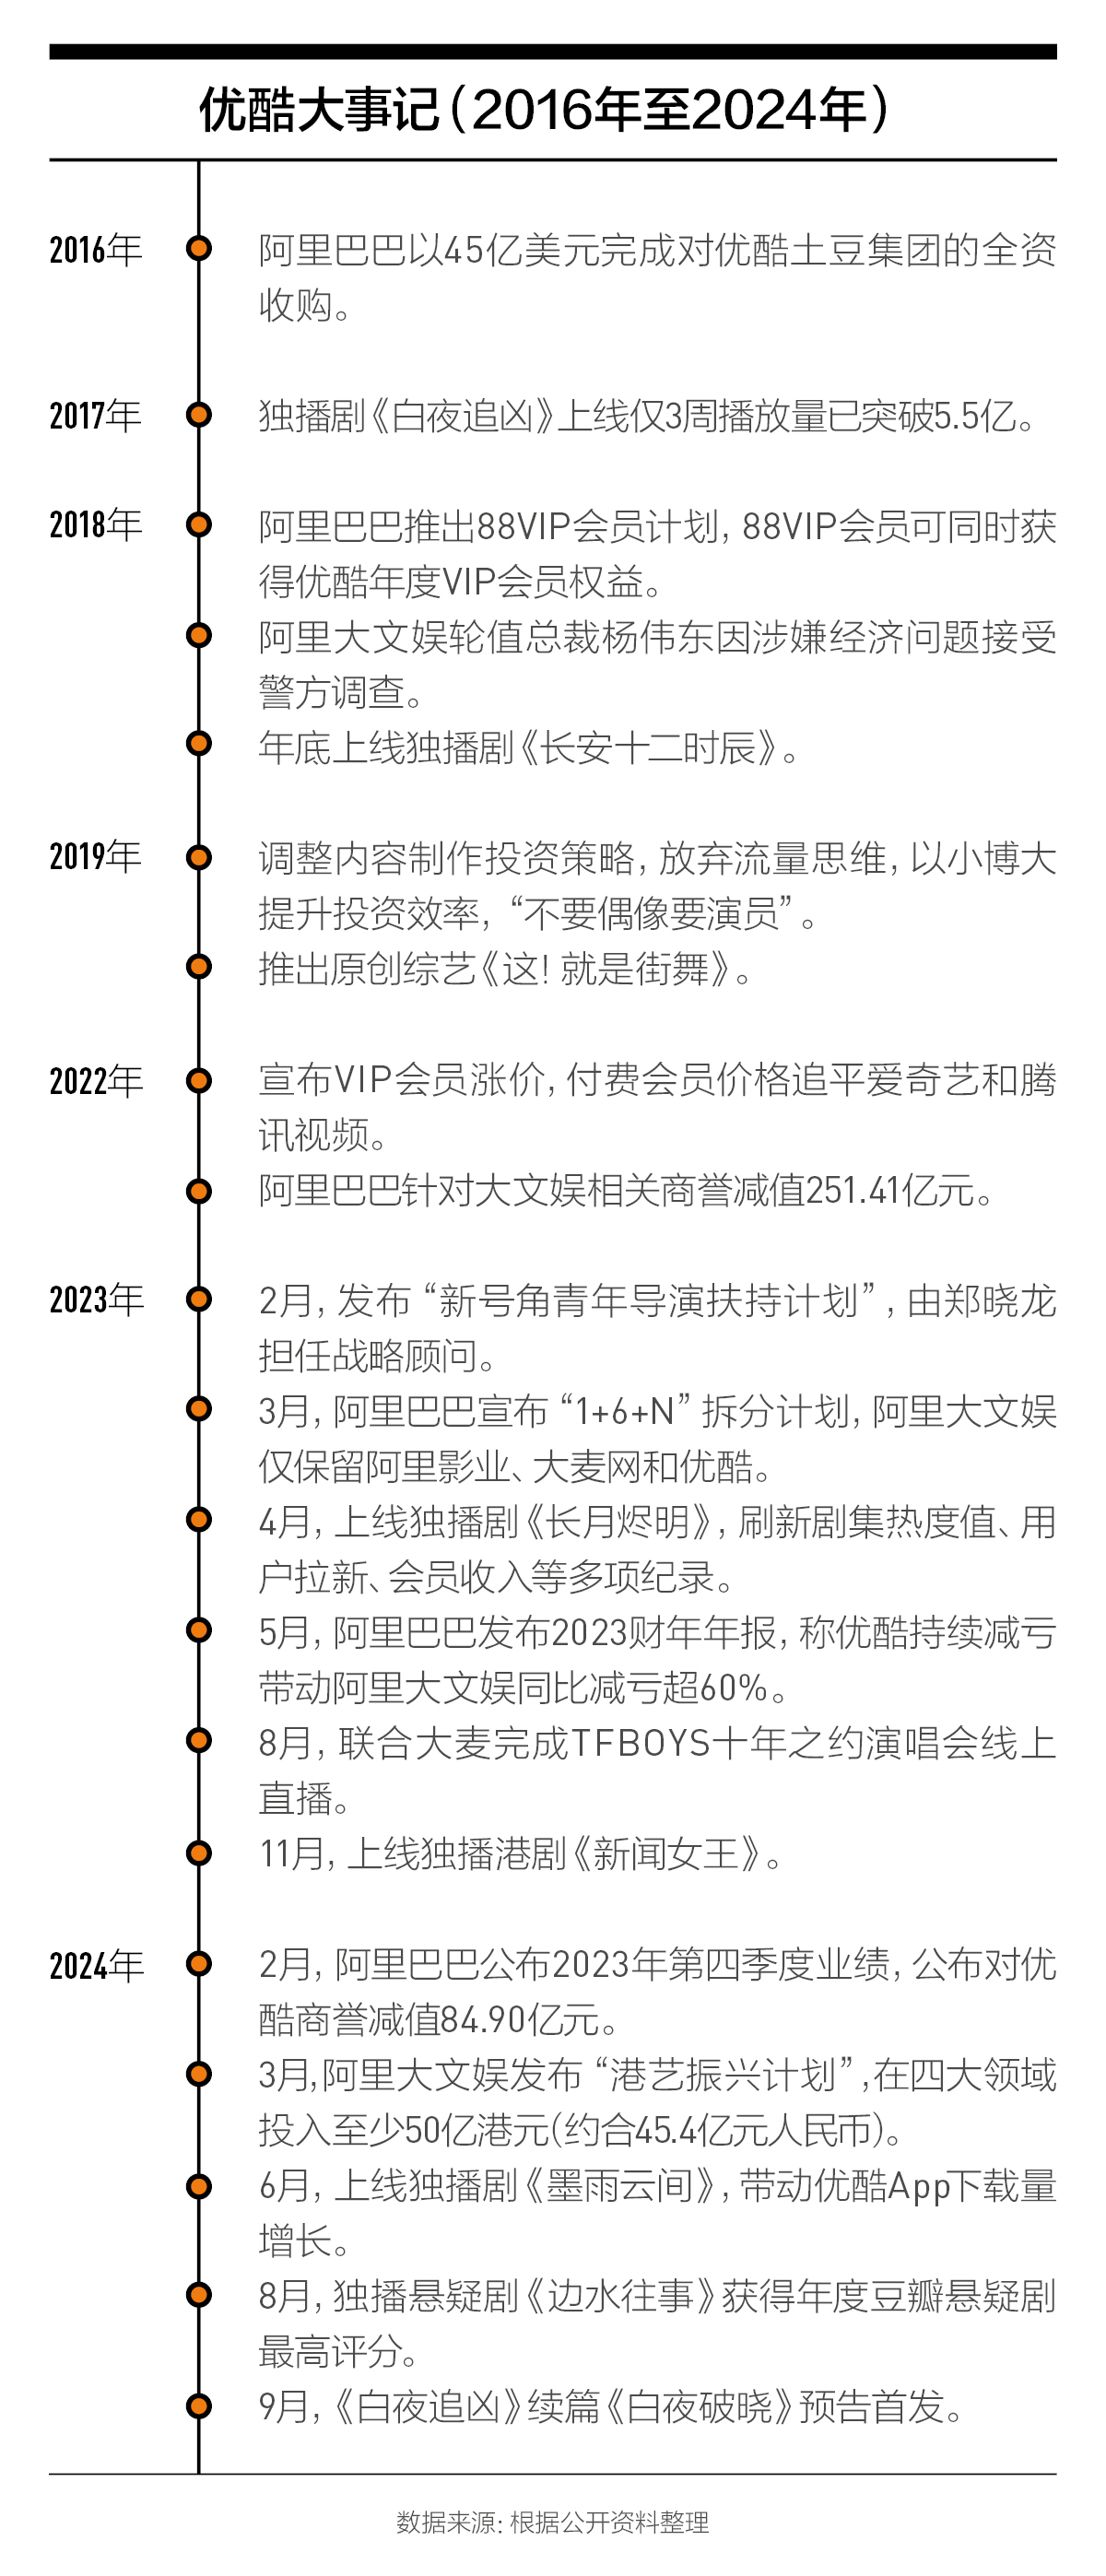 优酷大事记（2016年至2024年）
2016年
阿里巴巴以45亿美元完成对优酷土豆集团的全资
收购。
2017年
独播剧《白夜追凶》上线仅3周播放量已突破5.5亿。
2018年
阿里巴巴推出88VIP会员计划，88VIP会员可同时获
得优酷年度VIP会员权益。
阿里大文娱轮值总裁杨伟东因涉嫌经济问题接受
警方调查。
年底上线独播剧《长安十二时辰》。
2019年
调整内容制作投资策略，放弃流量思维，以小博大
提升投资效率，“不要偶像要演员”。
推出原创综艺《这！就是街舞》。
2022年
宣布VIP会员涨价，付费会员价格追平爱奇艺和腾
讯视频。
阿里巴巴针对大文娱相关商誉减值251.41亿元。
2023年
2月，发布“新号角青年导演扶持计划”，由郑晓龙
担任战略顾问。
3月，阿里巴巴宣布“1+6+N”拆分计划，阿里大文娱
仅保留阿里影业、大麦网和优酷。
4月，上线独播剧《长月烬明》，刷新剧集热度值、用
户拉新、会员收入等多项纪录。
5月，阿里巴巴发布2023财年年报，称优酷持续减亏
带动阿里大文娱同比减亏超60%。
8月，联合大麦完成TFBOYS十年之约演唱会线上
直播。
11月，上线独播港剧《新闻女王》。
2024年
2月，阿里巴巴公布2023年第四季度业绩，公布对优
酷商誉减值84.90亿元。
3月,阿里大文娱发布“港艺振兴计划”,在四大领域
投入至少50亿港元(约合45.4亿元人民币)。
6月，上线独播剧《墨雨云间》，带动优酷App下载量
增长。
8月，独播悬疑剧《边水往事》获得年度豆瓣悬疑剧
最高评分。
9月，《白夜追凶》续篇《白夜破晓》预告首发。
数据来源：根据公开资料整理